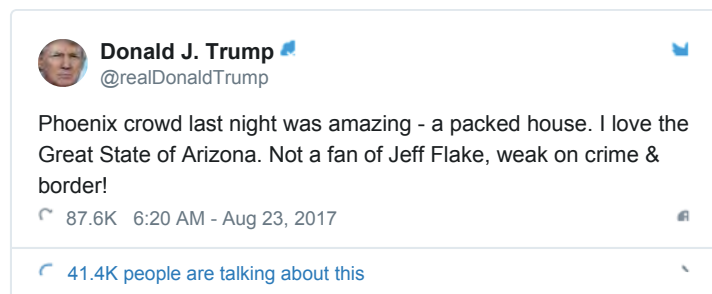 Donald J. Trump
@realDonaldTrump
Phoenix crowd last night was amazing - a packed house. I love the
Great State of Arizona. Not a fan of Jeff Flake, weak on crime &
border!
87.6K 6:20 AM - Aug 23, 2017
41.4K people are talking about this